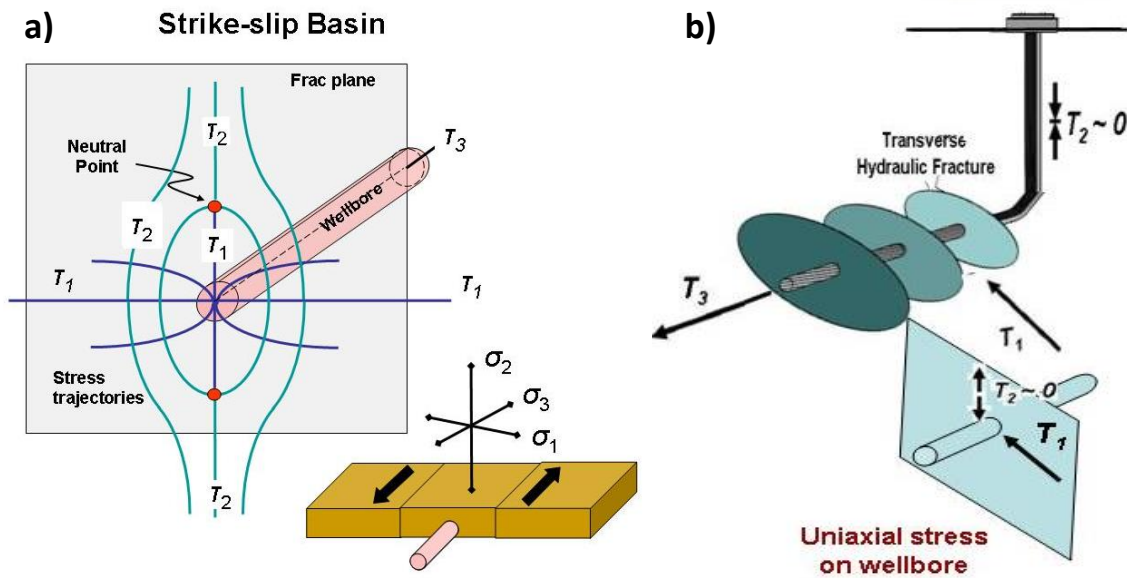 a)
Strike-slip Basin
Frac plane
T2
Neutral
Point
T3
Wellbore
T2
T1
T1
T1
Stress
trajectories
T2
σ2
σ3
σ1
b)
T2 ~ 0
Transverse
Hydraulic Fracture
T3
T1
T2 ~ 0
T1
Uniaxial stress
on wellbore